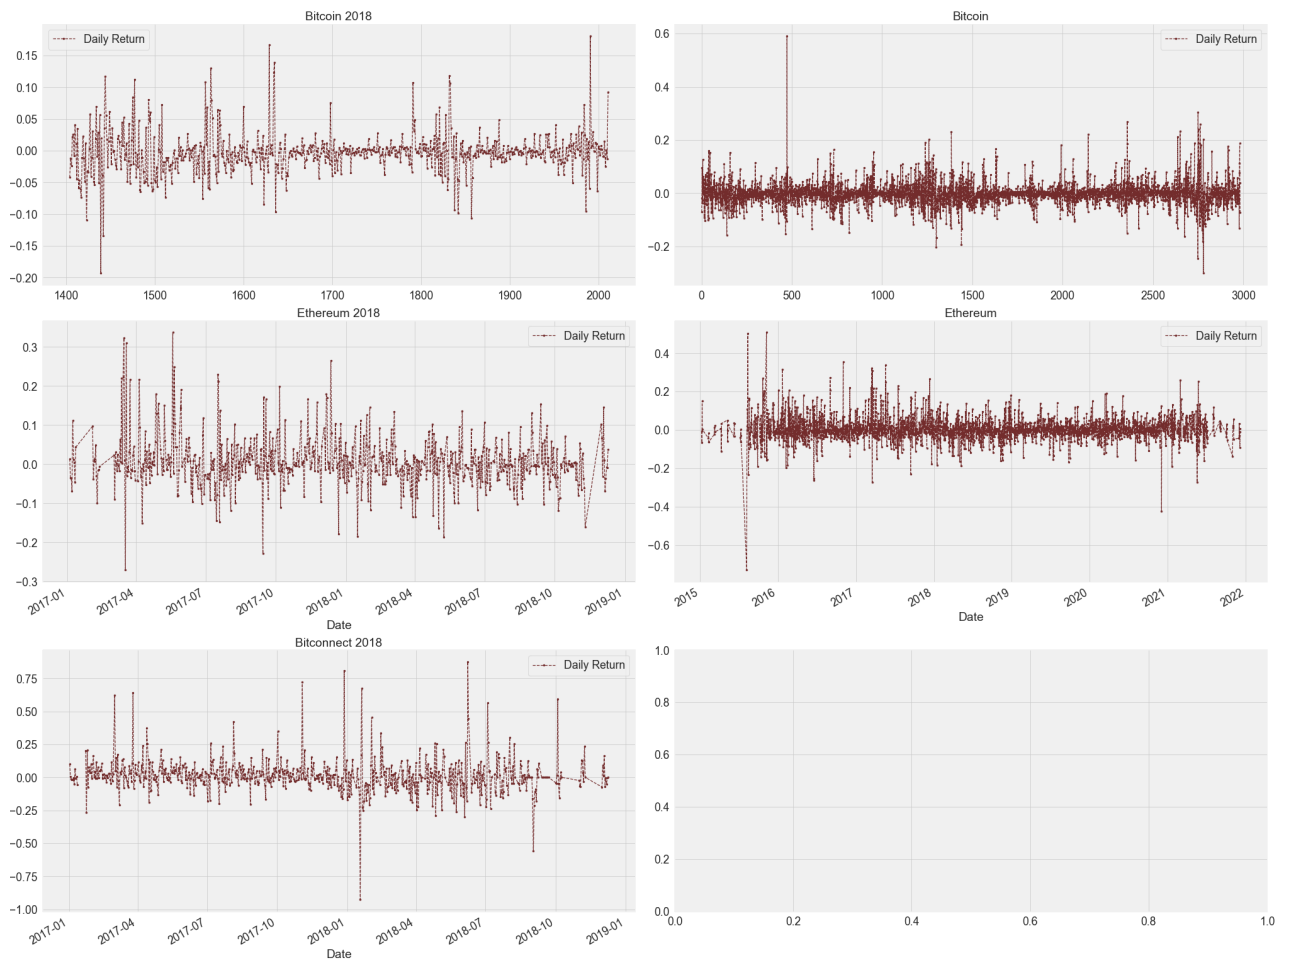 Bitcoin 2018
Daily Return
0.15
0.10
0.05
0.00
−0.05
−0.10
−0.15
−0.20
1400 1500 1600 1700 1800 1900 2000
Bitcoin
Daily Return
0.6
0.4
0.2
0.0
−0.2
0 500 1000 1500 2000 2500 3000
Ethereum 2018
Daily Return
0.3
0.2
0.1
0.0
−0.1
−0.2
−0.3
2017-01 2017-04 2017-07 2017-10 2018-01 2018-04 2018-07 2018-10 2019-01
Date
Ethereum
Daily Return
0.4
0.2
0.0
−0.2
−0.4
−0.6
2015 2016 2017 2018 2019 2020 2021 2022
Date
Bitconnect 2018
Daily Return
0.75
0.50
0.25
0.00
−0.25
−0.50
−0.75
−1.00
2017-01 2017-04 2017-07 2017-10 2018-01 2018-04 2018-07 2018-10 2019-01
Date
1.0
0.8
0.6
0.4
0.2
0.0
0.0 0.2 0.4 0.6 0.8 1.0